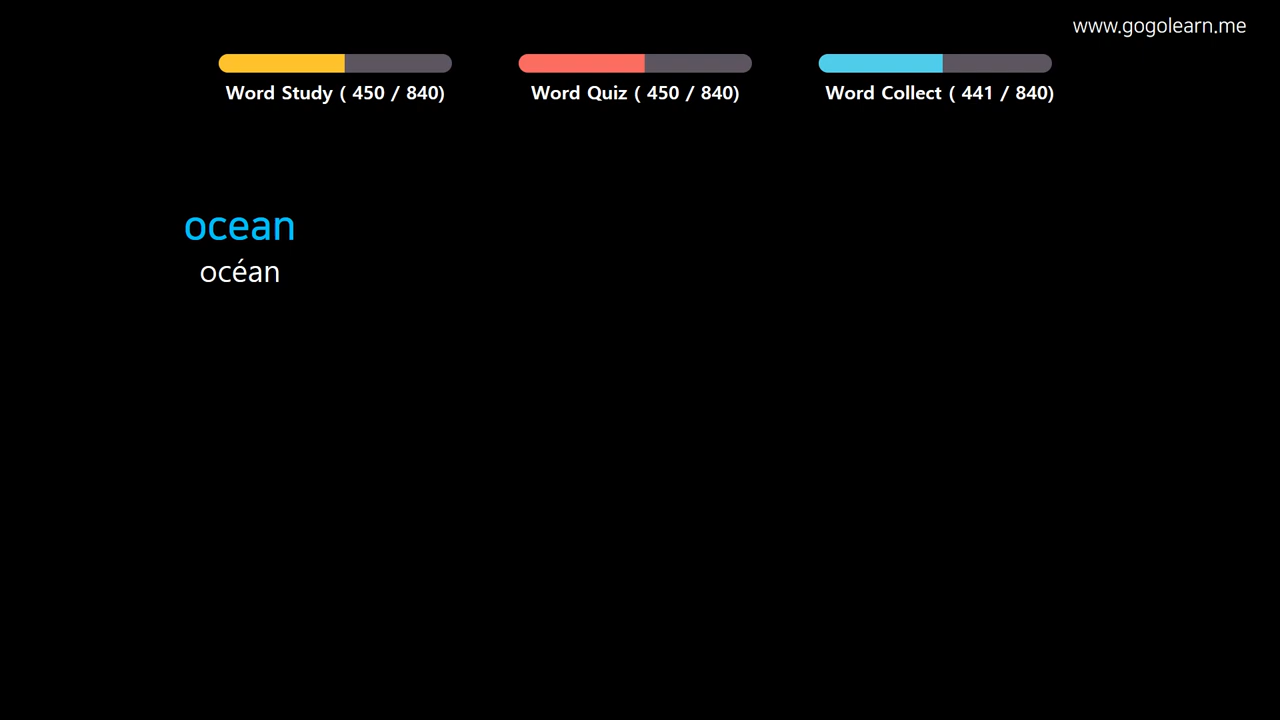 www.gogolearn.me
Word Study ( 450 / 840)
Word Quiz ( 450 / 840)
Word Collect ( 441 / 840)
ocean
océan